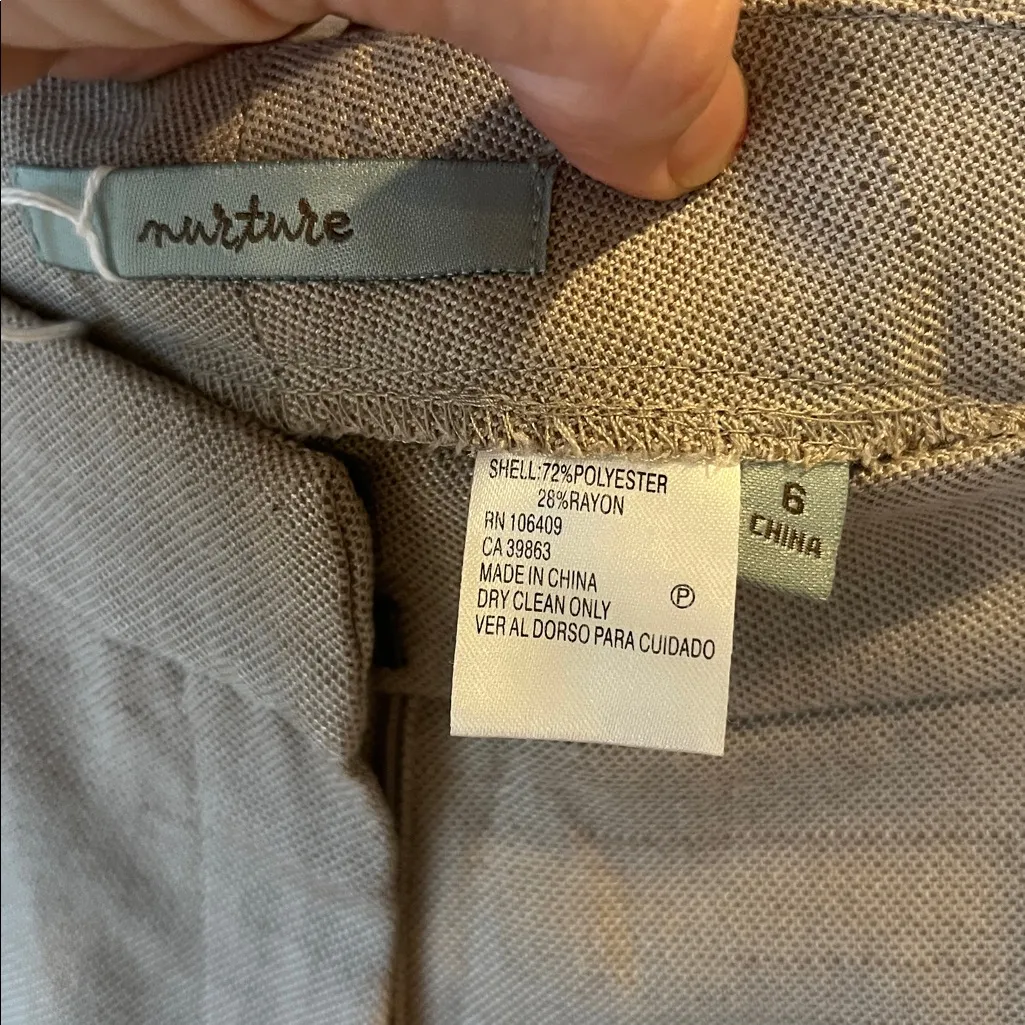 nurture
SHELL:72%POLYESTER
28%RAYON
RN 106409
CA 39863
MADE IN CHINA
DRY CLEAN ONLY
VER AL DORSO PARA CUIDADO
P
6
CHINA